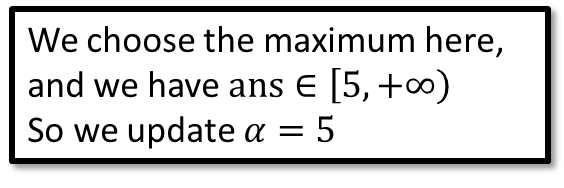 We choose the maximum here,
and we have ans ∈ [5, +∞)
So we update α = 5